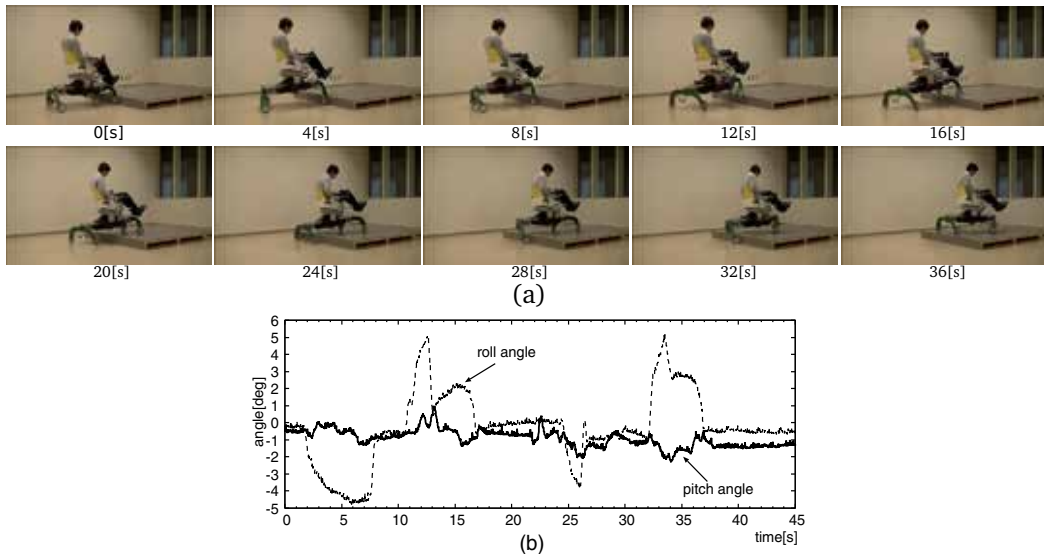 0[s] 4[s] 8[s] 12[s] 16[s]
20[s] 24[s] 28[s] 32[s] 36[s]
(a)
6
5
4
3
2
1
0
-1
-2
-3
-4
-5
angle[deg]
roll angle
pitch angle
0 5 10 15 20 25 30 35 40 45
time[s]
(b)